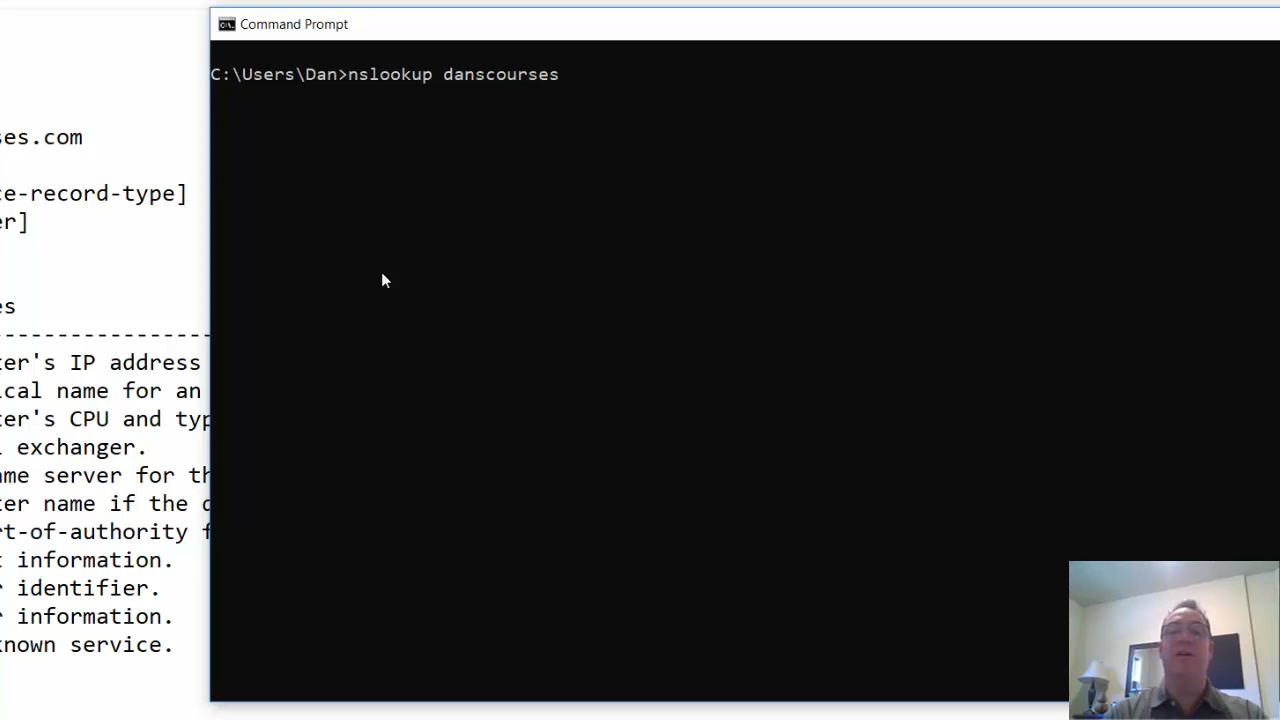 Command Prompt
C:\Users\Dan>nslookup danscourses
ses.com
ce-record-type]
er]
es
----------------
ter's IP address
ical name for an
ter's CPU and typ
l exchanger.
ame server for th
ter name if the
rt-of-authority f
t information.
r identifier.
r information.
known service.